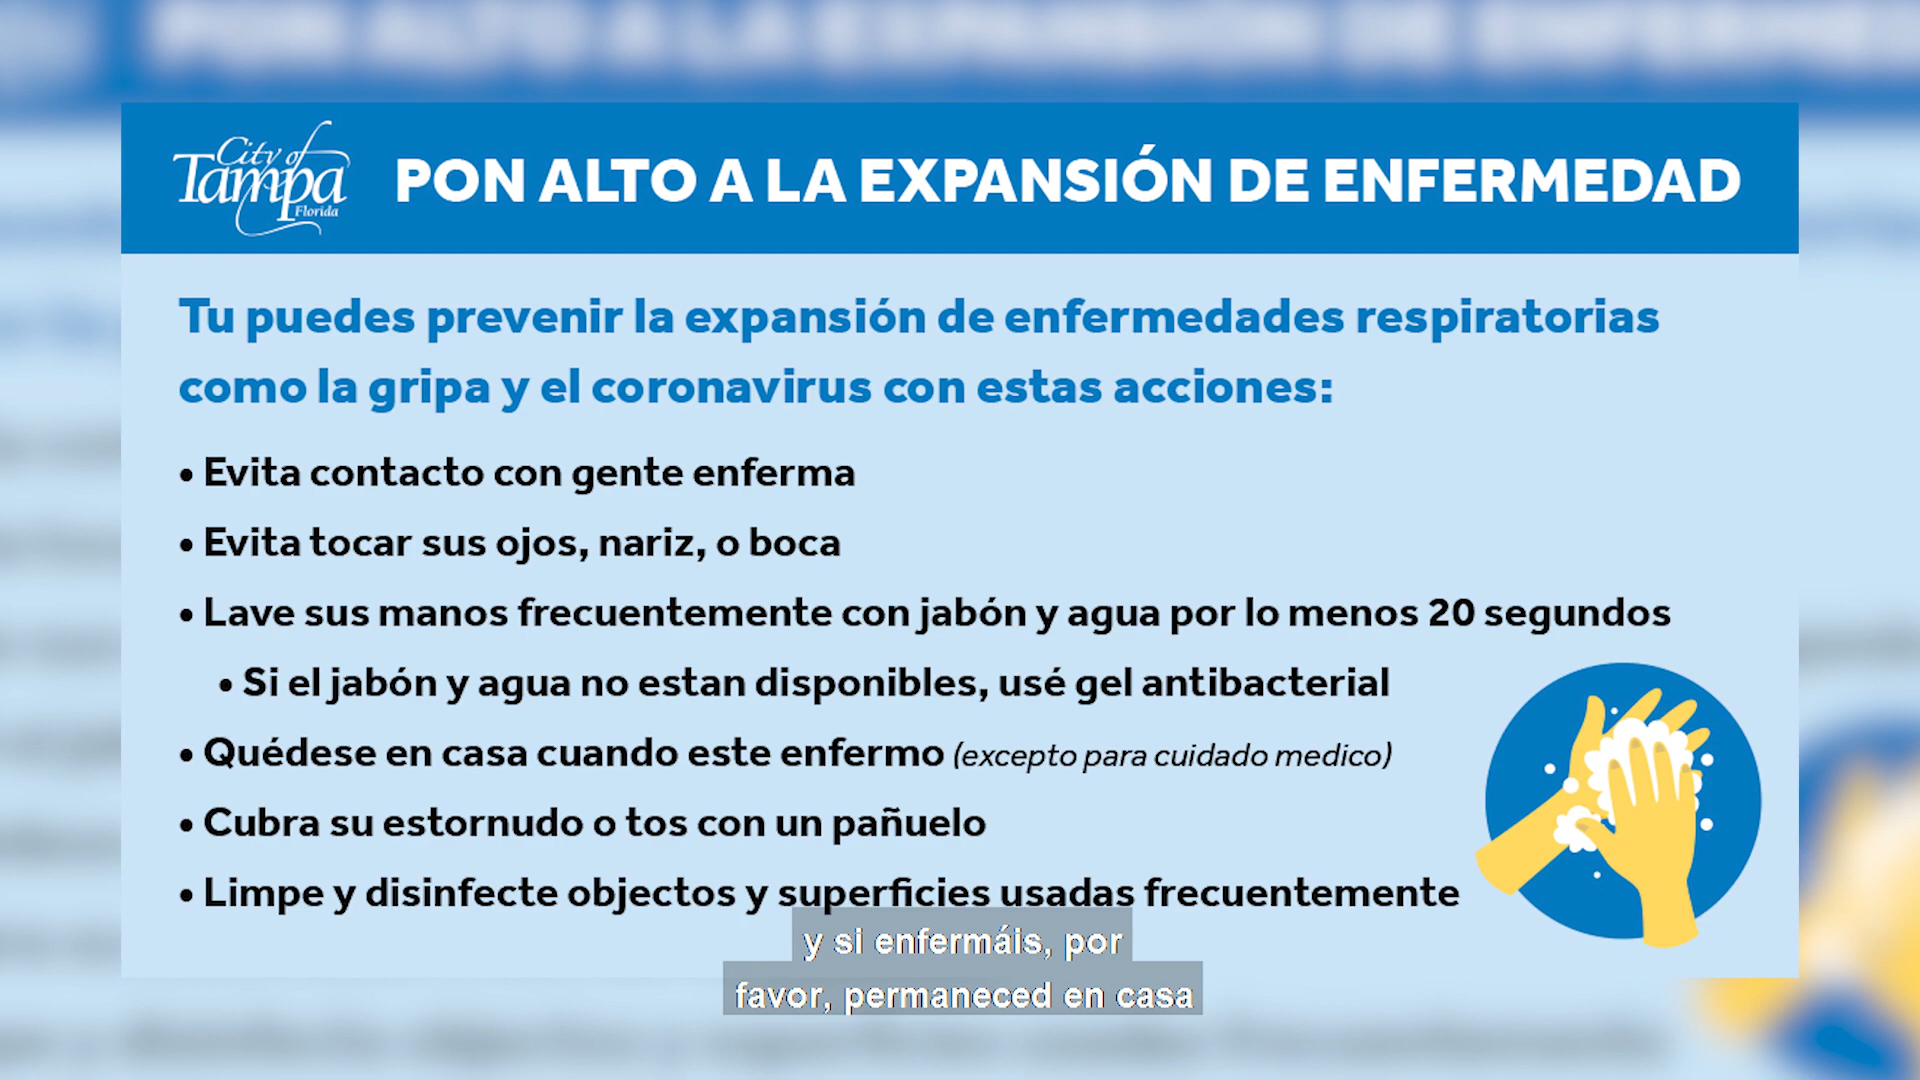 City of
Tampa
Florida
PON ALTO A LA EXPANSIÓN DE ENFERMEDAD
Tu puedes prevenir la expansión de enfermedades respiratorias
como la gripa y el coronavirus con estas acciones:
• Evita contacto con gente enferma
• Evita tocar sus ojos, nariz, o boca
• Lave sus manos frecuentemente con jabón y agua por lo menos 20 segundos
• Si el jabón y agua no estan disponibles, usé gel antibacterial
• Quédese en casa cuando este enfermo (excepto para cuidado medico)
• Cubra su estornudo o tos con un pañuelo
• Limpe y disinfecte objectos y superficies usadas frecuentemente
y si enfermáis, por
favor, permaneced en casa